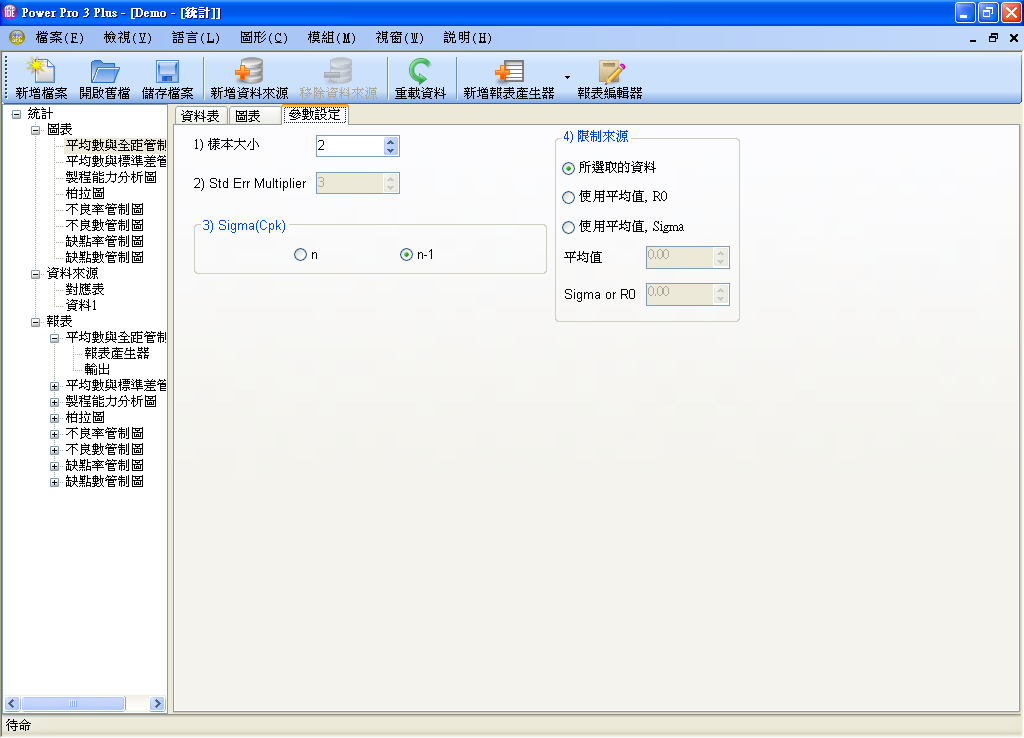 Power Pro 3 Plus - [Demo - [統計]]
檔案(F) 檢視(V) 語言(L) 圖形(C) 模組(M) 視窗(W) 說明(H)
新增檔案 開啟舊檔 儲存檔案 新增資料來源 移除資料來源 重載資料 新增報表產生器 報表編輯器
統計
圖表
平均數與全距管制
平均數與標準差管
製程能力分析圖
柏拉圖
不良率管制圖
不良數管制圖
缺點率管制圖
缺點數管制圖
資料來源
對應表
資料1
報表
平均數與全距管制
報表產生器
輸出
平均數與標準差管
製程能力分析圖
柏拉圖
不良率管制圖
不良數管制圖
缺點率管制圖
缺點數管制圖
資料表 圖表 參數設定
1) 樣本大小 2
2) Std Err Multiplier 3
3) Sigma(Cpk)
n n-1
4) 限制來源
所選取的資料
使用平均值, R0
使用平均值, Sigma
平均值 0.00
Sigma or R0 0.00
待命